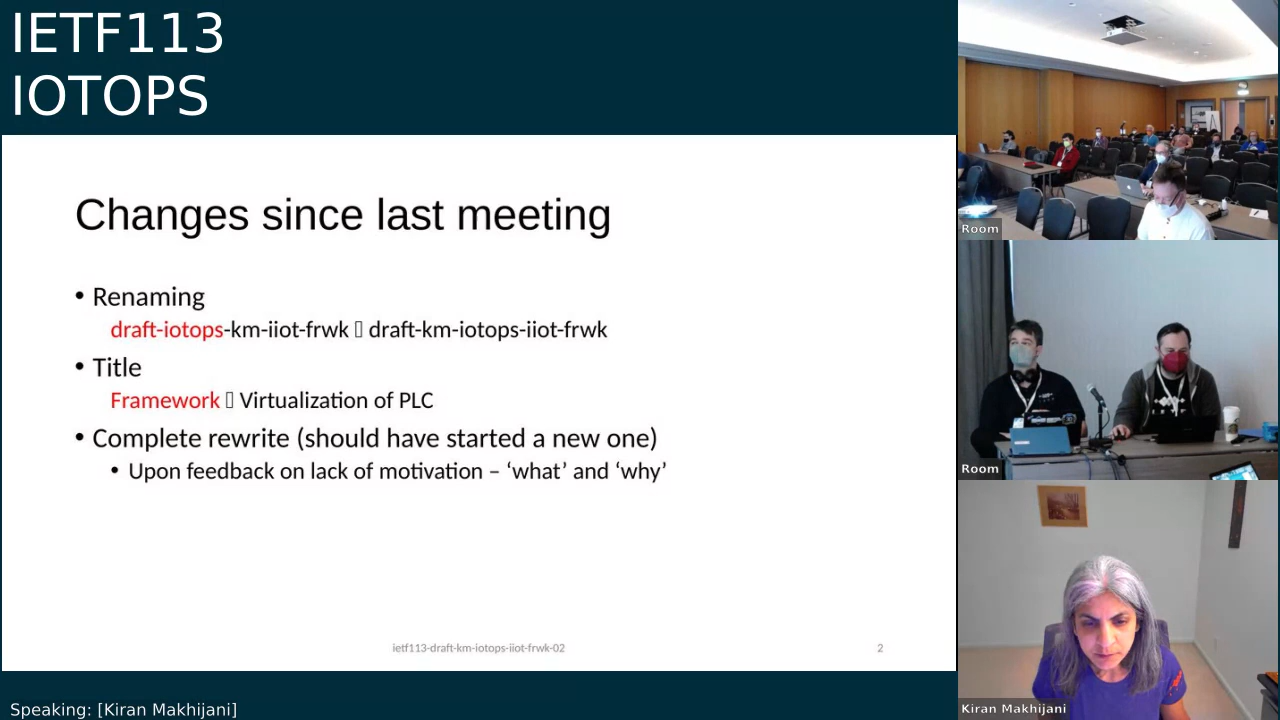 IETF113
IOTOPS
Changes since last meeting
• Renaming
draft-iotops-km-iiot-frwk  draft-km-iotops-iiot-frwk
• Title
Framework  Virtualization of PLC
• Complete rewrite (should have started a new one)
• Upon feedback on lack of motivation – ‘what’ and ‘why’
ietf113-draft-km-iotops-iiot-frwk-02
2
Speaking: [Kiran Makhijani]
Room
Room
Kiran Makhijani